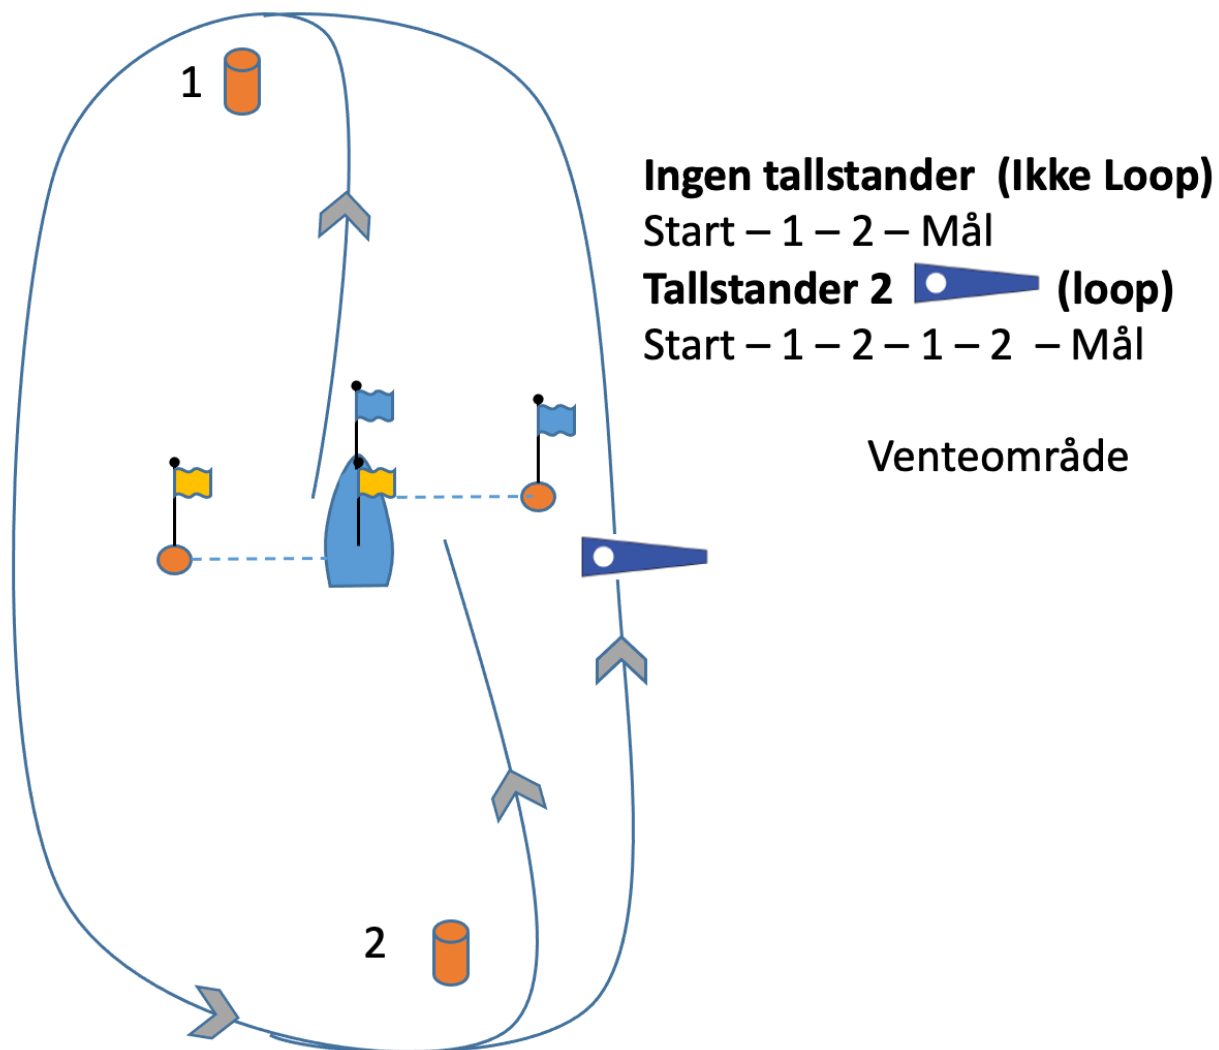 1
Ingen tallstander (Ikke Loop)
Start – 1 – 2 – Mål
Tallstander 2 (loop)
Start – 1 – 2 – 1 – 2 – Mål
Venteområde
2